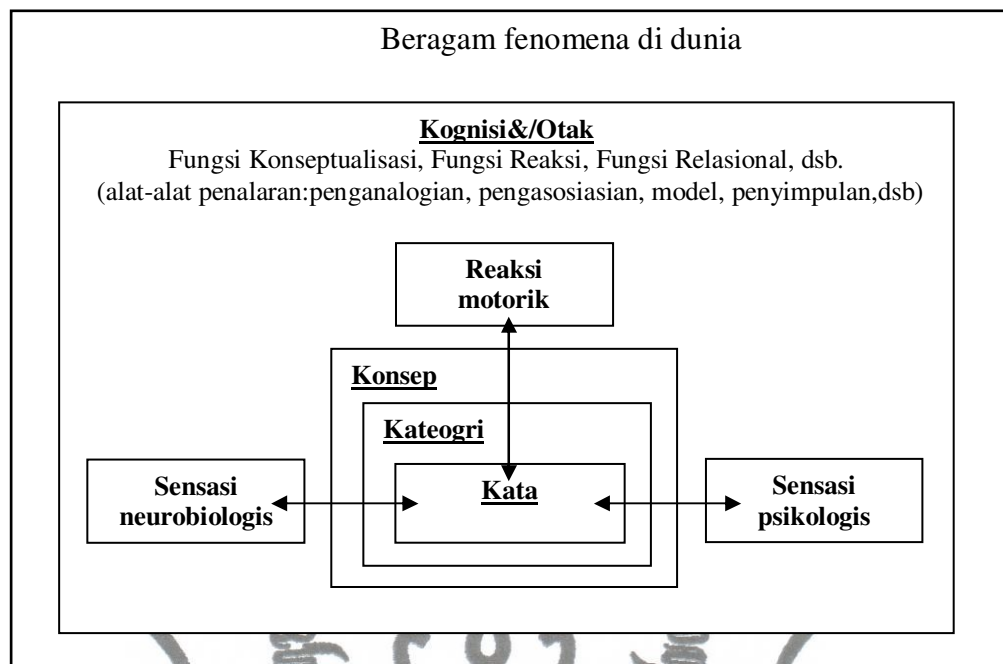 Beragam fenomena di dunia
Kognisi&/Otak
Fungsi Konseptualisasi, Fungsi Reaksi, Fungsi Relasional, dsb.
(alat-alat penalaran:penganalogian, pengasosiasian, model, penyimpulan,dsb)
Reaksi
motorik
Konsep
Kateogri
Sensasi
neurobiologis
Kata
Sensasi
psikologis